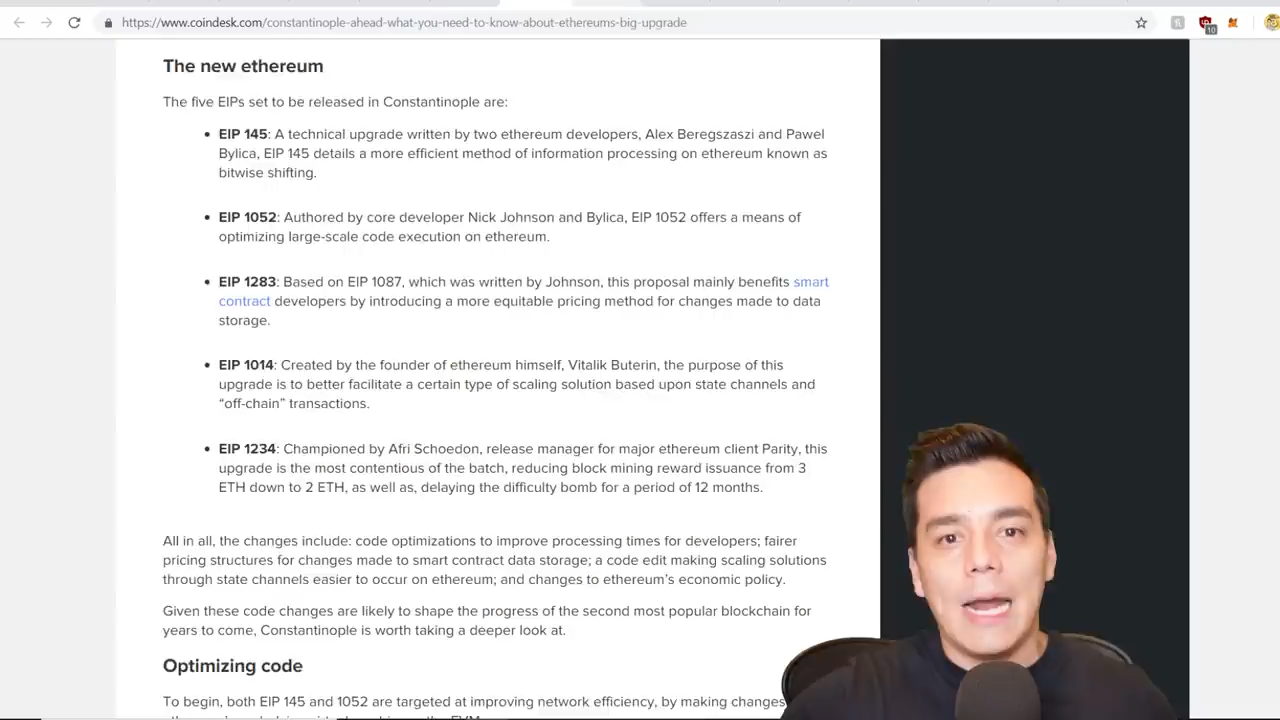 https://www.coindesk.com/constantinople-ahead-what-you-need-to-know-about-ethereums-big-upgrade
10
The new ethereum
The five EIPs set to be released in Constantinople are:
• EIP 145: A technical upgrade written by two ethereum developers, Alex Beregszaszi and Pawel
Bylica, EIP 145 details a more efficient method of information processing on ethereum known as
bitwise shifting.
• EIP 1052: Authored by core developer Nick Johnson and Bylica, EIP 1052 offers a means of
optimizing large-scale code execution on ethereum.
• EIP 1283: Based on EIP 1087, which was written by Johnson, this proposal mainly benefits smart
contract developers by introducing a more equitable pricing method for changes made to data
storage.
• EIP 1014: Created by the founder of ethereum himself, Vitalik Buterin, the purpose of this
upgrade is to better facilitate a certain type of scaling solution based upon state channels and
“off-chain” transactions.
• EIP 1234: Championed by Afri Schoedon, release manager for major ethereum client Parity, this
upgrade is the most contentious of the batch, reducing block mining reward issuance from 3
ETH down to 2 ETH, as well as, delaying the difficulty bomb for a period of 12 months.
All in all, the changes include: code optimizations to improve processing times for developers; fairer
pricing structures for changes made to smart contract data storage; a code edit making scaling solutions
through state channels easier to occur on ethereum; and changes to ethereum’s economic policy.
Given these code changes are likely to shape the progress of the second most popular blockchain for
years to come, Constantinople is worth taking a deeper look at.
Optimizing code
To begin, both EIP 145 and 1052 are targeted at improving network efficiency, by making changes